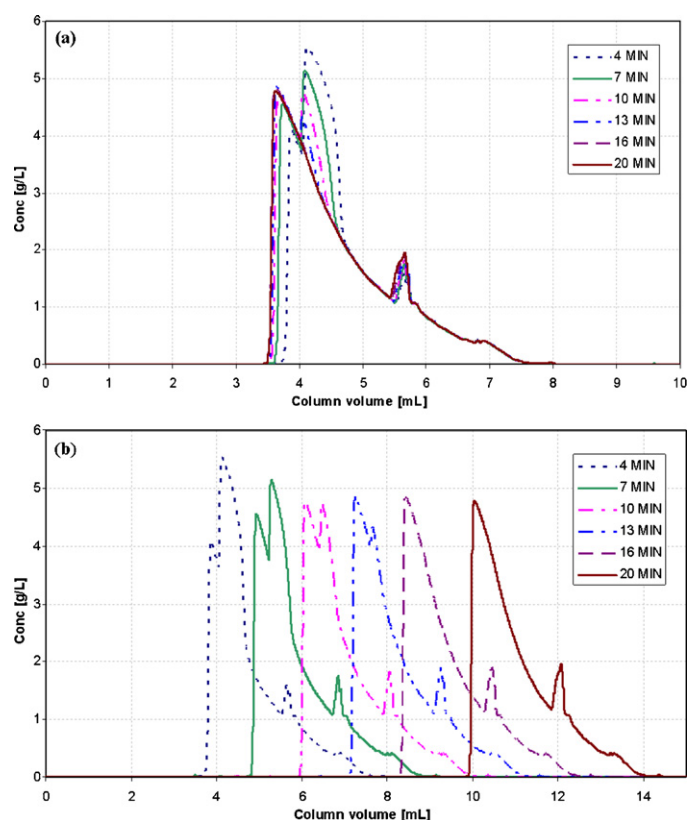 (a)
6
5
4
3
2
1
0
Conc [g/L]
0 1 2 3 4 5 6 7 8 9 10
Column volume [mL]
4 MIN
7 MIN
10 MIN
13 MIN
16 MIN
20 MIN
(b)
6
5
4
3
2
1
0
Conc [g/L]
0 2 4 6 8 10 12 14
Column volume [mL]
4 MIN
7 MIN
10 MIN
13 MIN
16 MIN
20 MIN